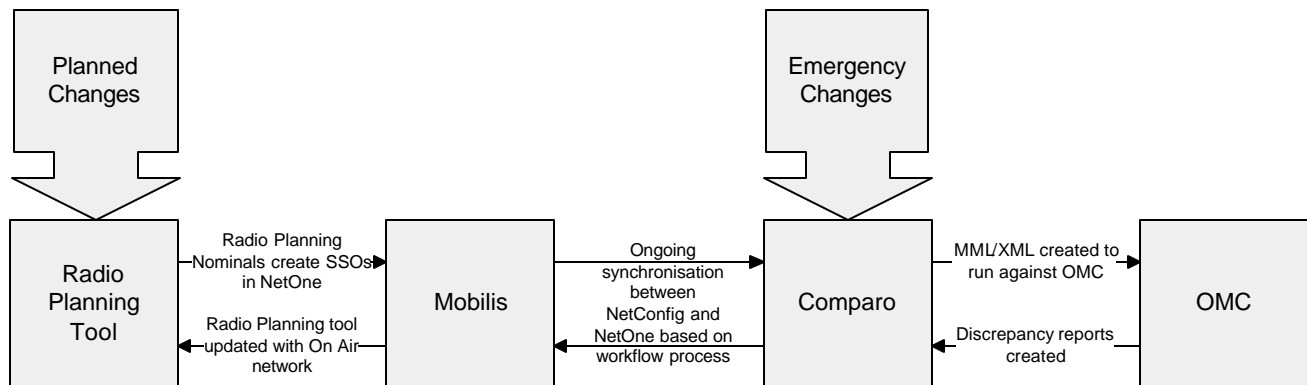 Planned
Changes
Emergency
Changes
Radio
Planning
Tool
Radio Planning
Nominals create SSOs
in NetOne
Radio Planning tool
updated with On Air
network
Mobilis
Ongoing
synchronisation
between
NetConfig and
NetOne based on
workflow process
Comparo
MML/XML created to
run against OMC
Discrepancy reports
created
OMC